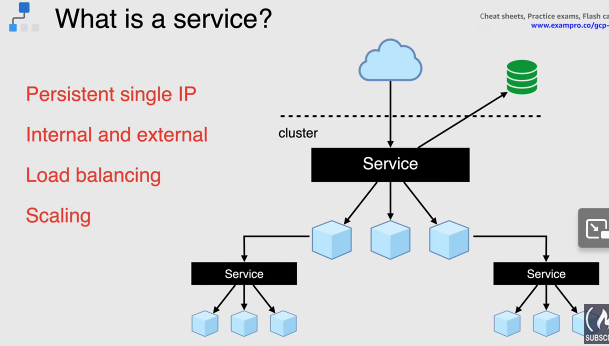 What is a service?
Cheat sheets, Practice exams, Flash ca
www.exampro.co/gcp-
Persistent single IP
Internal and external
Load balancing
Scaling
cluster
Service
Service
Service
SUBSC